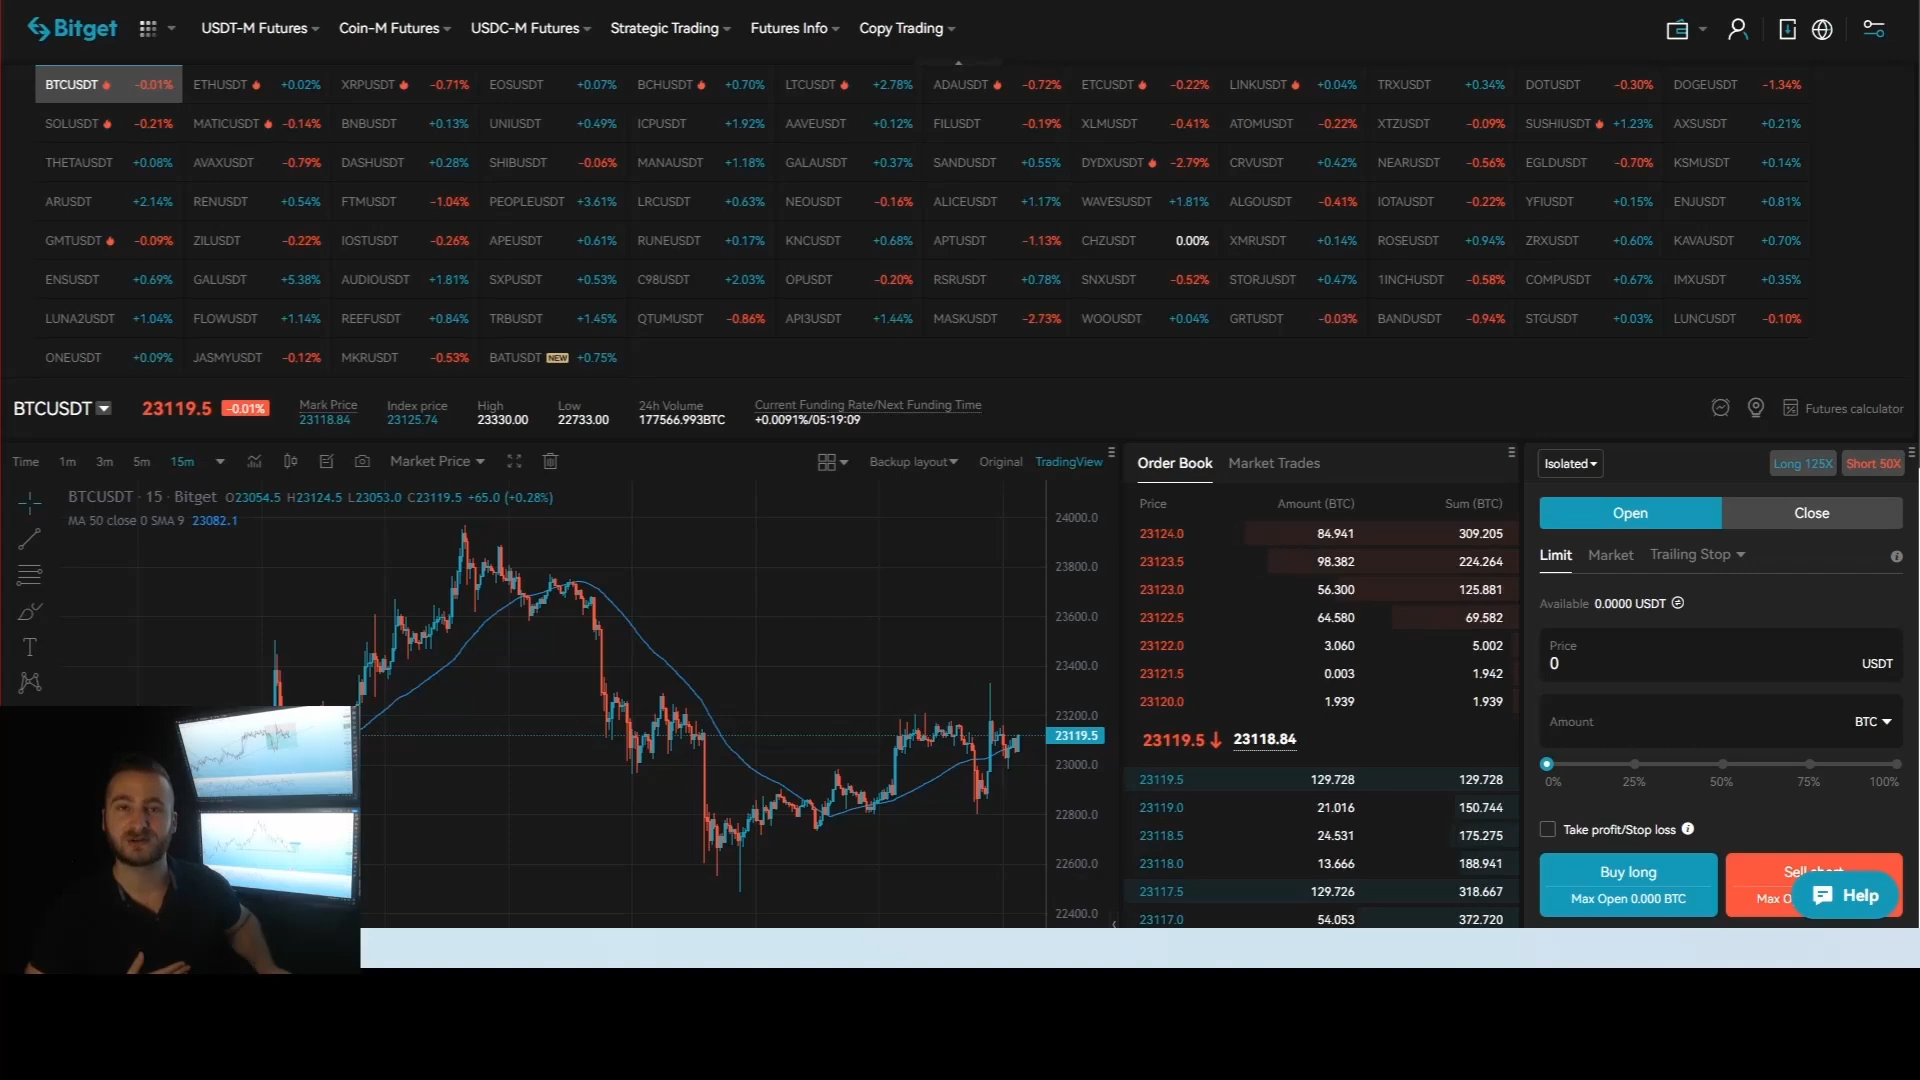 Bitget USDT-M Futures Coin-M Futures USDC-M Futures Strategic Trading Futures Info Copy Trading
BTCUSDT -0.01% ETHUSDT +0.02% XRPUSDT -0.71% EOSUSDT +0.07% BCHUSDT +0.70% LTCUSDT +2.78% ADAUSDT -0.72% ETCUSDT -0.22% LINKUSDT +0.04% TRXUSDT +0.34% DOTUSDT -0.30% DOGEUSDT -1.34%
SOLUSDT -0.21% MATICUSDT -0.14% BNBUSDT +0.13% UNIUSDT +0.49% ICPUSDT +1.92% AAVEUSDT +0.12% FILUSDT -0.19% XLMUSDT -0.41% ATOMUSDT -0.22% XTZUSDT -0.09% SUSHIUSDT +1.23% AXSUSDT +0.21%
THETAUSDT +0.08% AVAXUSDT -0.79% DASHUSDT +0.28% SHIBUSDT -0.06% MANAUSDT +1.18% GALAUSDT +0.37% SANDUSDT +0.55% DYDXUSDT -2.79% CRVUSDT +0.42% NEARUSDT -0.56% EGLDUSDT -0.70% KSMUSDT +0.14%
ARUSDT +2.14% RENUSDT +0.54% FTMUSDT -1.04% PEOPLEUSDT +3.61% LRCUSDT +0.63% NEOUSDT -0.16% ALICEUSDT +1.17% WAVESUSDT +1.81% ALGOUSDT -0.41% IOTAUSDT -0.22% YFIUSDT +0.15% ENJUSDT +0.81%
GMTUSDT -0.09% ZILUSDT -0.22% IOSTUSDT -0.26% APEUSDT +0.61% RUNEUSDT +0.17% KNCUSDT +0.68% APTUSDT -1.13% CHZUSDT 0.00% XMRUSDT +0.14% ROSEUSDT +0.94% ZRXUSDT +0.60% KAVAUSDT +0.70%
ENSUSDT +0.69% GALUSDT +5.38% AUDIOUSDT +1.81% SXPUSDT +0.53% C98USDT +2.03% OPUSDT -0.20% RSRUSDT +0.78% SNXUSDT -0.52% STORJUSDT +0.47% 1INCHUSDT -0.58% COMPUSDT +0.67% IMXUSDT +0.35%
LUNA2USDT +1.04% FLOWUSDT +1.14% REEFUSDT +0.84% TRBUSDT +1.45% QTUMUSDT -0.86% API3USDT +1.44% MASKUSDT -2.73% WOOUSDT +0.04% GRTUSDT -0.03% BANDUSDT -0.94% STGUSDT +0.03% LUNCUSDT -0.10%
ONEUSDT +0.09% JASMYUSDT -0.12% MKRUSDT -0.53% BATUSDT NEW +0.75%
BTCUSDT 23119.5 -0.01% Mark Price Index price High Low 24h Volume Current Funding Rate/Next Funding Time Futures calculator
23118.84 23125.74 23330.00 22733.00 177566.993BTC +0.0091%/05:19:09
Time 1m 3m 5m 15m Market Price Backup layout Original TradingView
BTCUSDT · 15 · Bitget O23054.5 H23124.5 L23053.0 C23119.5 +65.0 (+0.28%)
MA 50 close 0 SMA 9 23082.1
24000.0
23800.0
23600.0
23400.0
23200.0
23119.5
23000.0
22800.0
22600.0
22400.0
Order Book Market Trades
Price Amount (BTC) Sum (BTC)
23124.0 84.941 309.205
23123.5 98.382 224.264
23123.0 56.300 125.881
23122.5 64.580 69.582
23122.0 3.060 5.002
23121.5 0.003 1.942
23120.0 1.939 1.939
23119.5 23118.84
23119.5 129.728 129.728
23119.0 21.016 150.744
23118.5 24.531 175.275
23118.0 13.666 188.941
23117.5 129.726 318.667
23117.0 54.053 372.720
Isolated Long 125X Short 50X
Open Close
Limit Market Trailing Stop
Available 0.0000 USDT
Price
0 USDT
Amount BTC
0% 25% 50% 75% 100%
Take profit/Stop loss
Buy long Sell short
Max Open 0.000 BTC Max O
Help